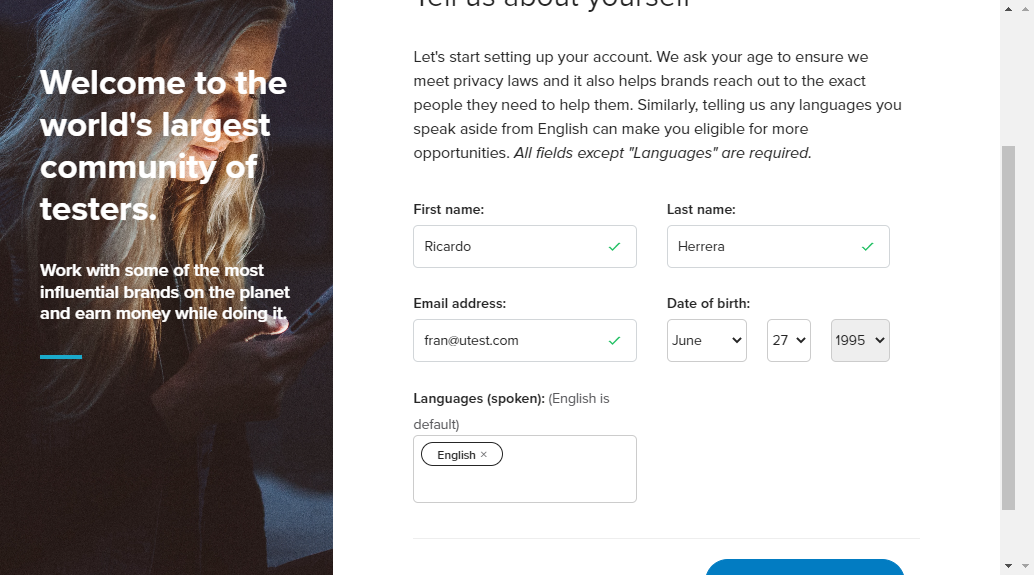 Welcome to the
world's largest
community of
testers.
Work with some of the most
influential brands on the planet
and earn money while doing it.
Tell us about yourself
Let's start setting up your account. We ask your age to ensure we
meet privacy laws and it also helps brands reach out to the exact
people they need to help them. Similarly, telling us any languages you
speak aside from English can make you eligible for more
opportunities. All fields except "Languages" are required.
First name:
Last name:
Ricardo
Herrera
Email address:
Date of birth:
fran@utest.com
June 27 1995
Languages (spoken): (English is
default)
English ×